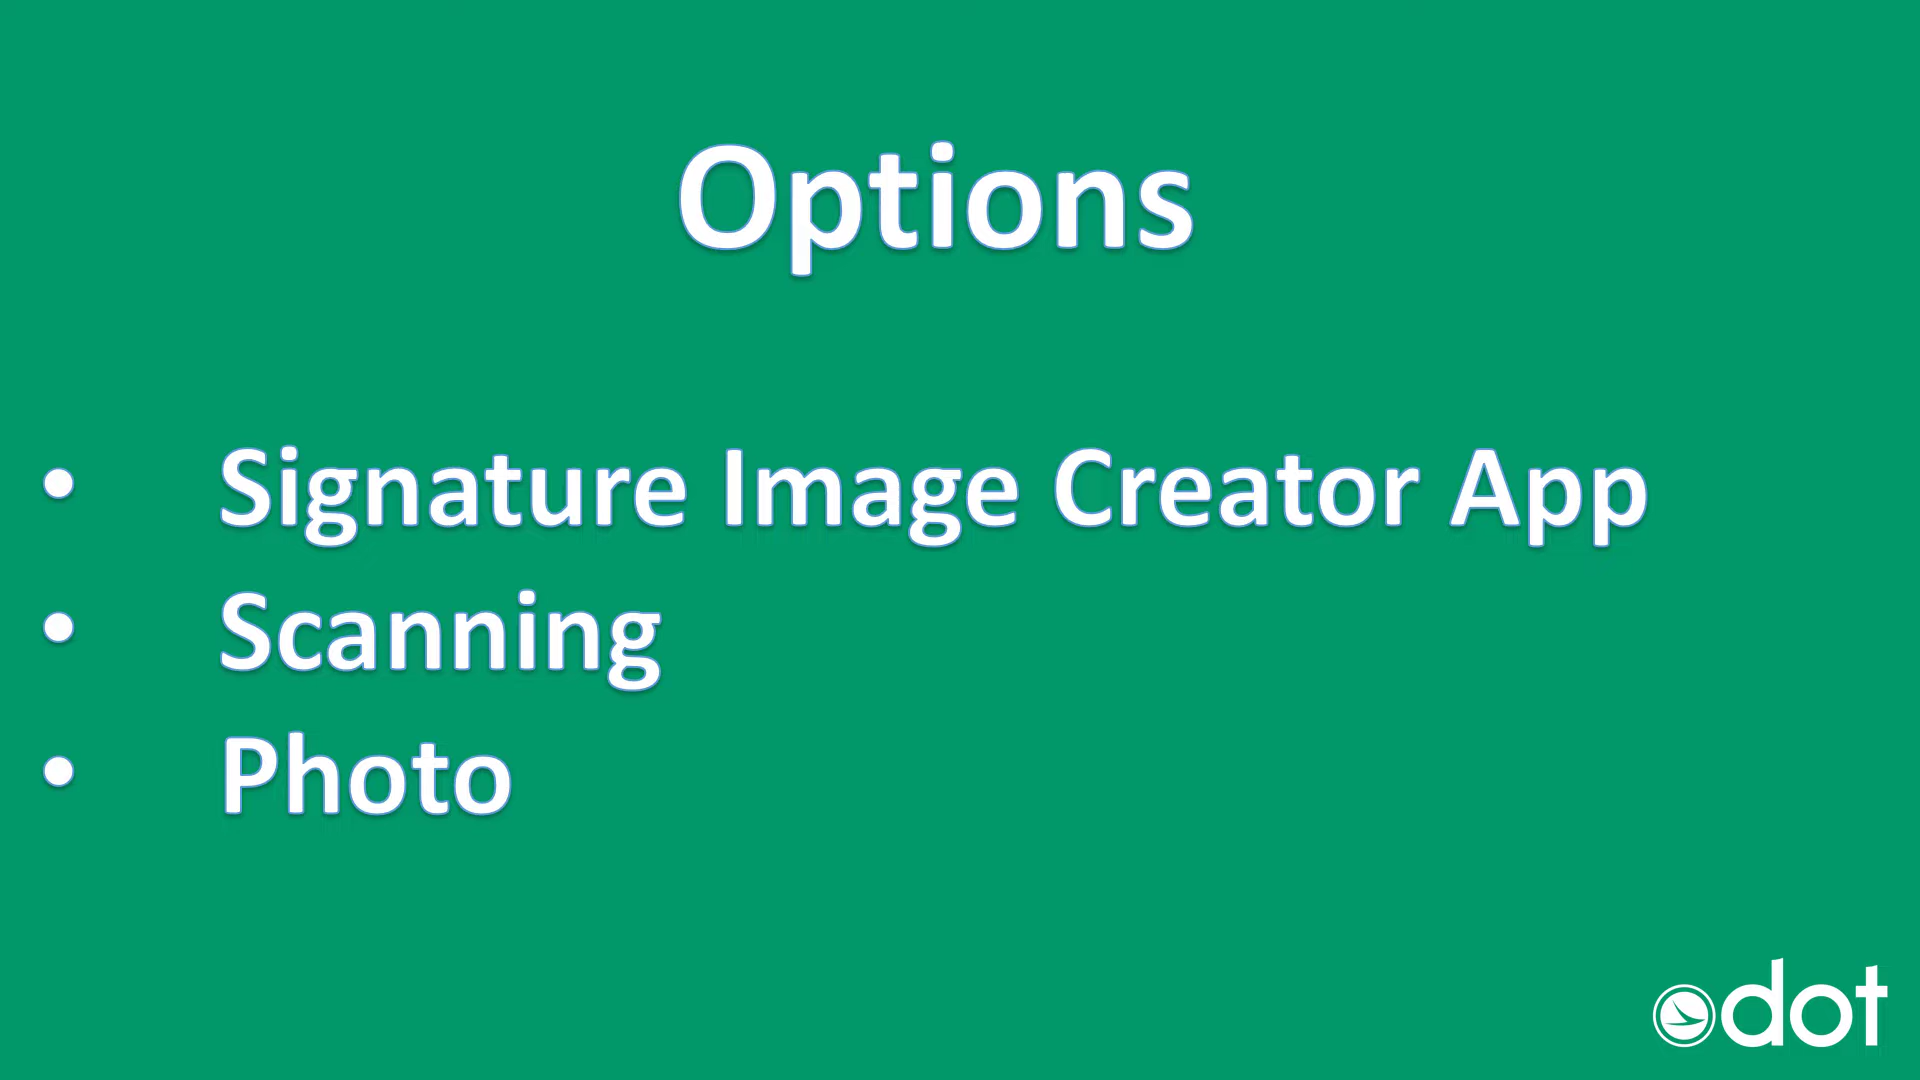 Options
• Signature Image Creator App
• Scanning
• Photo
odot